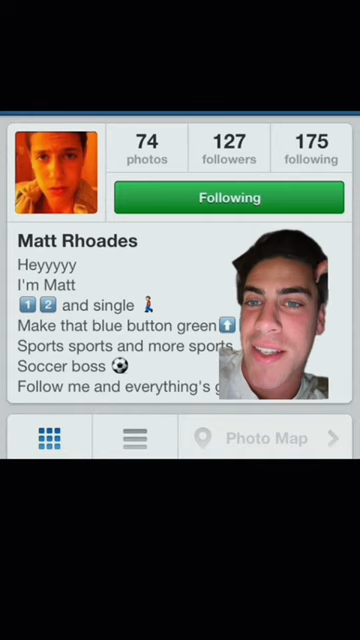 74
photos
127
followers
175
following
Following
Matt Rhoades
Heyyyyy
I'm Matt
1️⃣ 2️⃣ and single 🚶
Make that blue button green⬆️
Sports sports and more sports
Soccer boss ⚽
Follow me and everything's
Photo Map